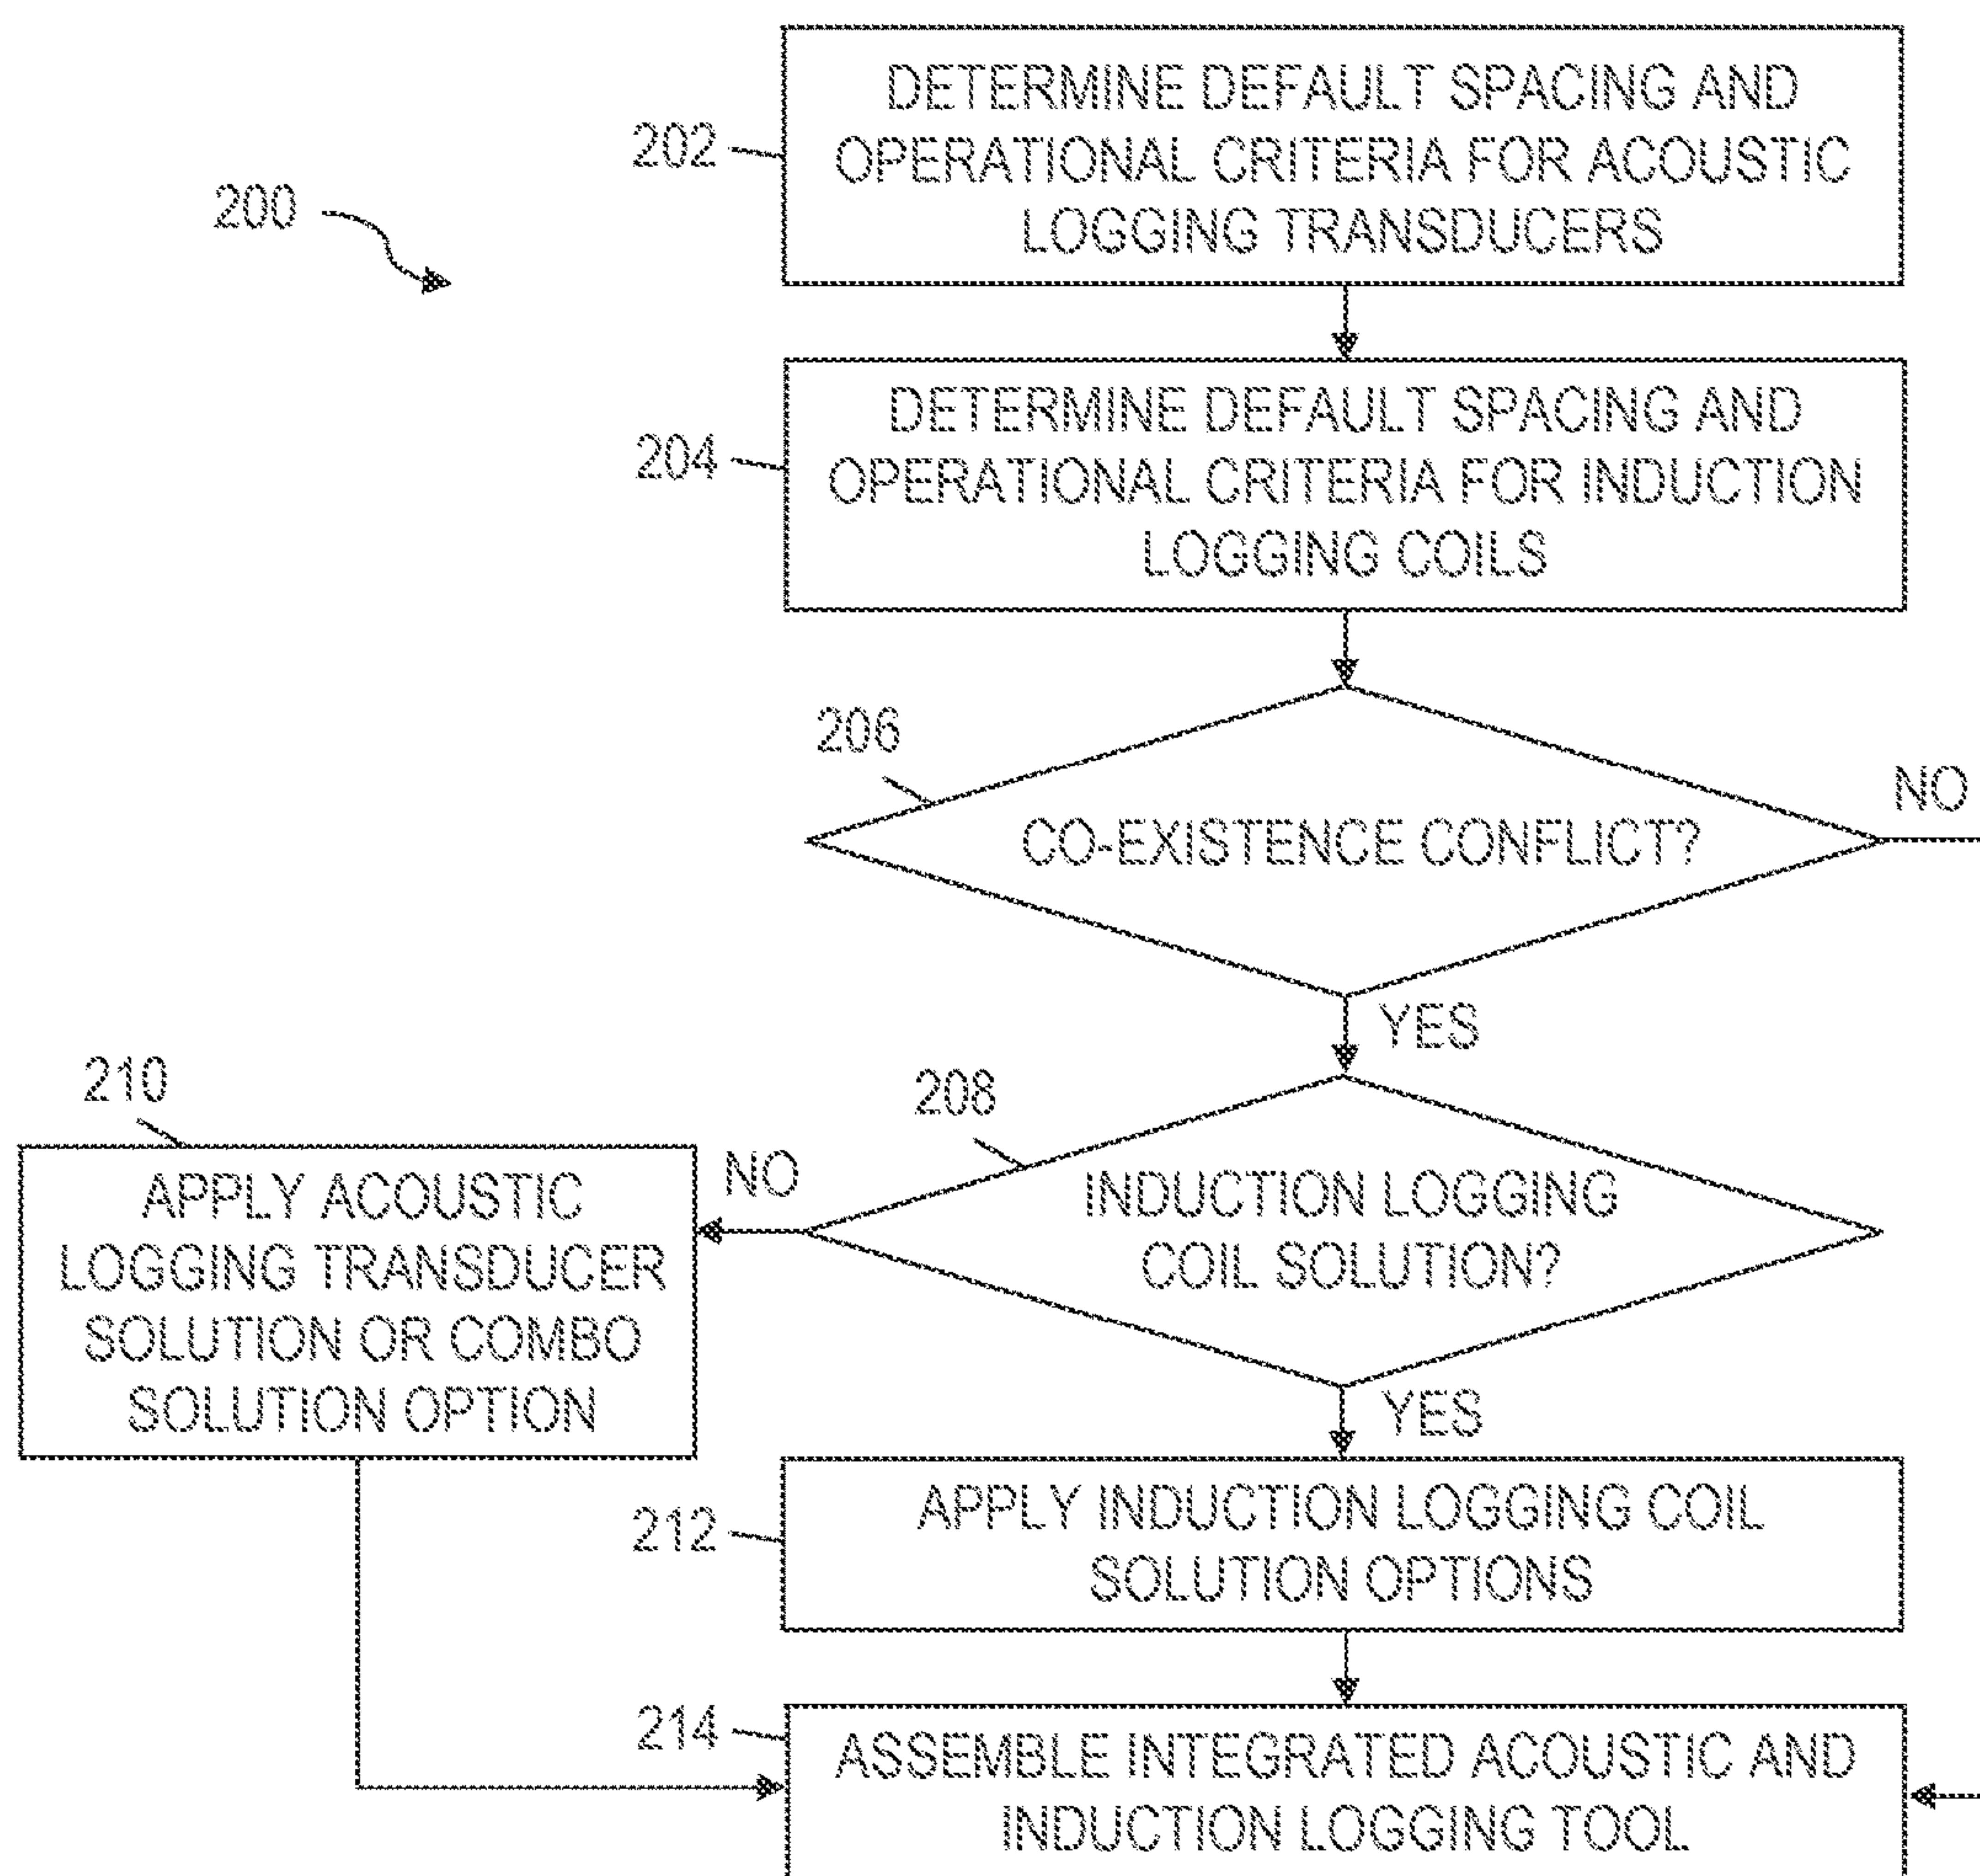 200
202
DETERMINE DEFAULT SPACING AND
OPERATIONAL CRITERIA FOR ACOUSTIC
LOGGING TRANSDUCERS
204
DETERMINE DEFAULT SPACING AND
OPERATIONAL CRITERIA FOR INDUCTION
LOGGING COILS
206
CO-EXISTENCE CONFLICT?
NO
YES
208
INDUCTION LOGGING
COIL SOLUTION?
NO
YES
210
APPLY ACOUSTIC
LOGGING TRANSDUCER
SOLUTION OR COMBO
SOLUTION OPTION
212
APPLY INDUCTION LOGGING COIL
SOLUTION OPTIONS
214
ASSEMBLE INTEGRATED ACOUSTIC AND
INDUCTION LOGGING TOOL